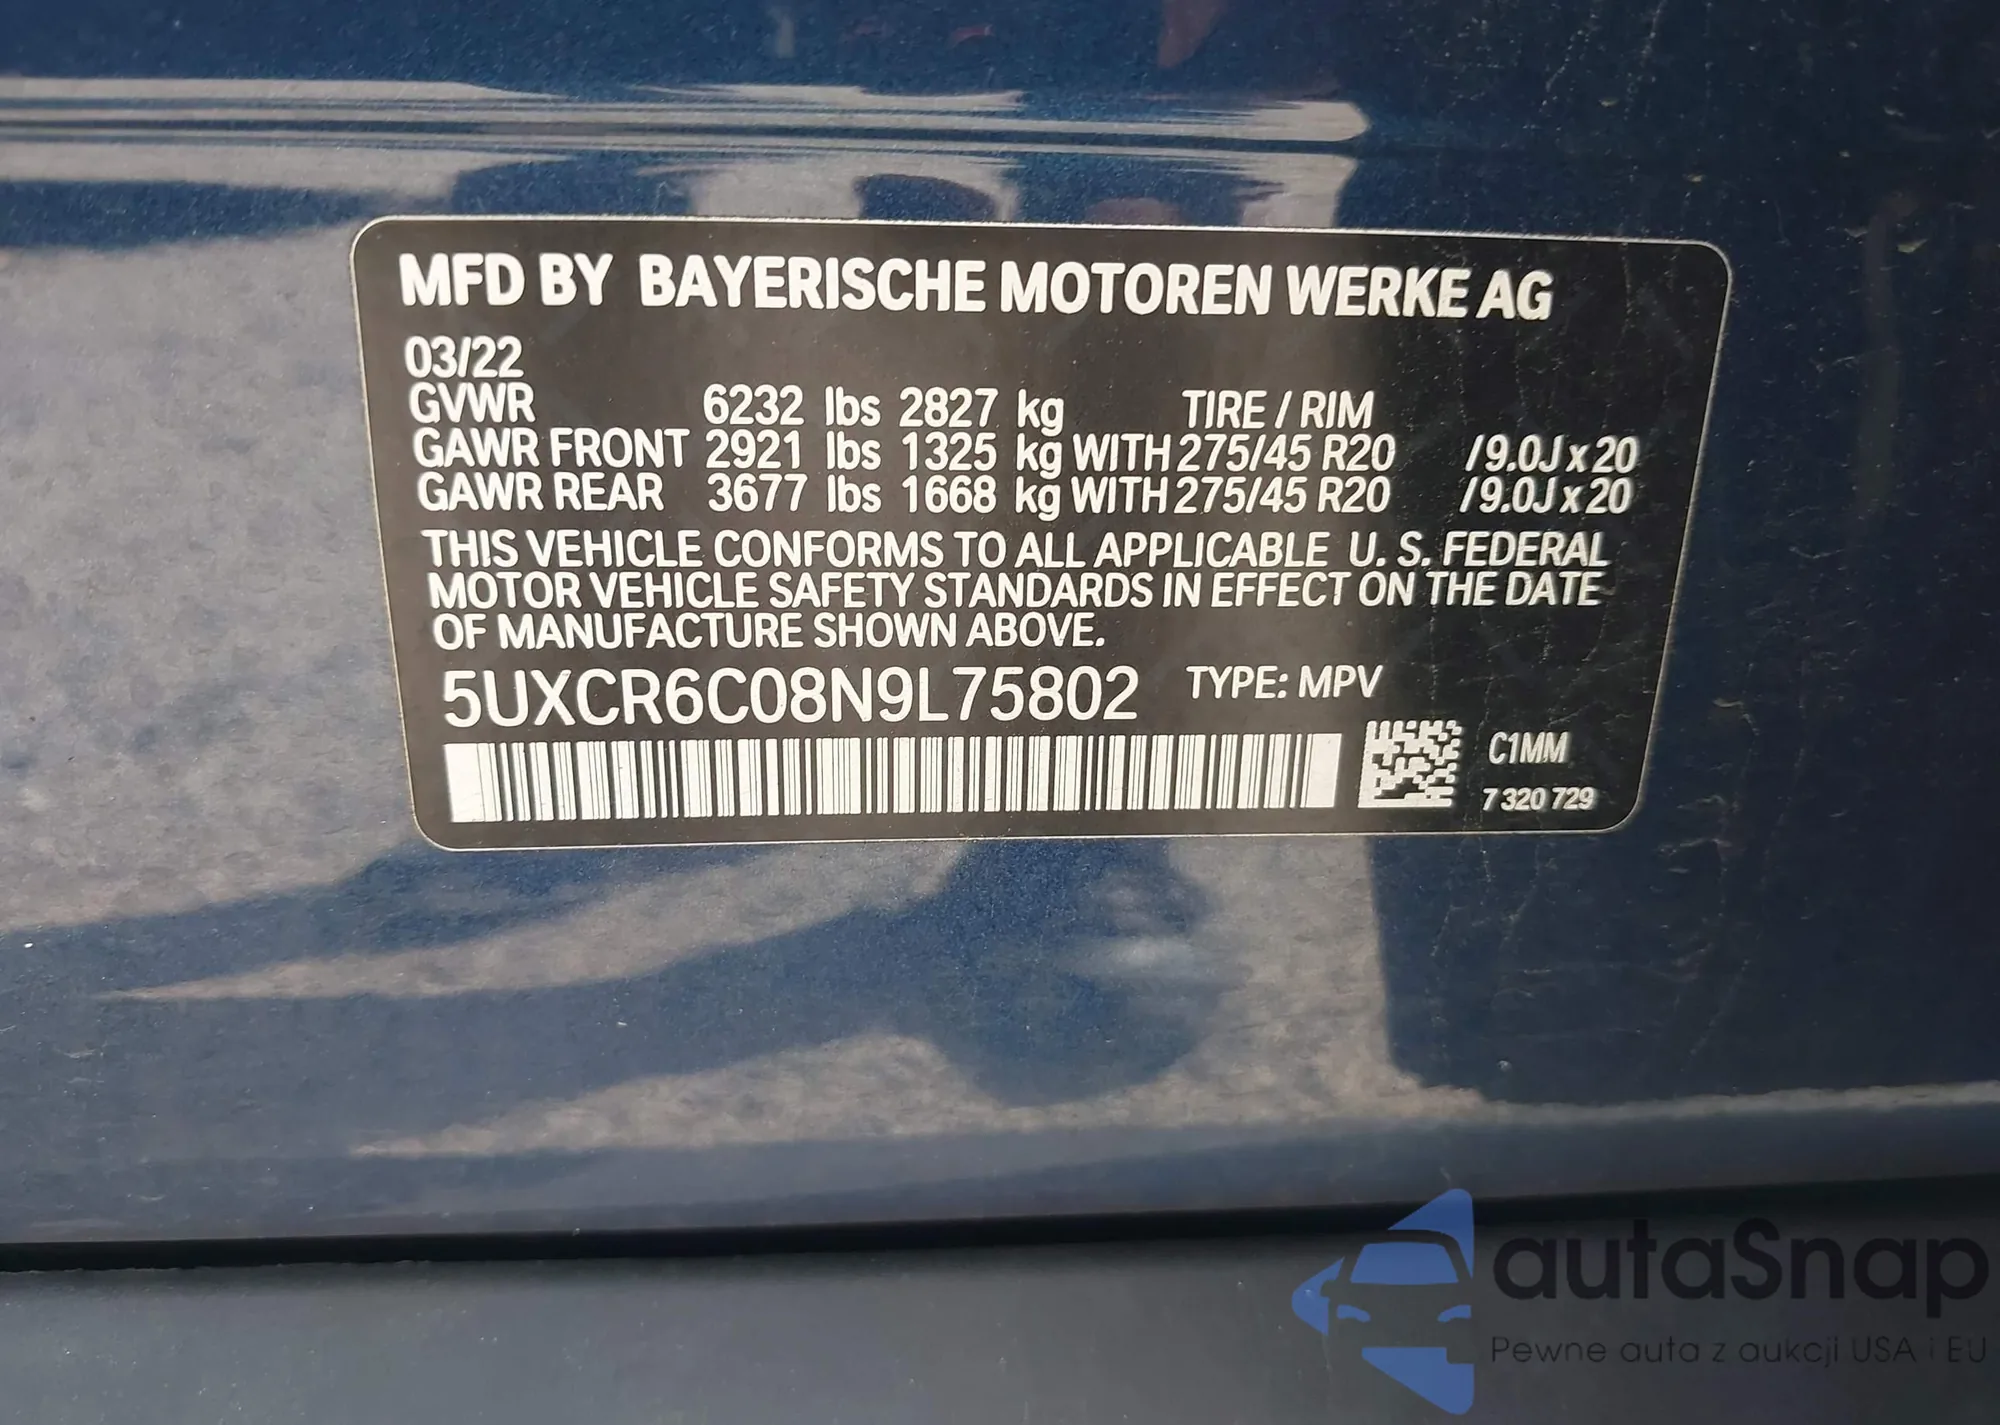 MFD BY BAYERISCHE MOTOREN WERKE AG
03/22
GVWR 6232 lbs 2827 kg TIRE / RIM
GAWR FRONT 2921 lbs 1325 kg WITH 275/45 R20 /9.0J x 20
GAWR REAR 3677 lbs 1668 kg WITH 275/45 R20 /9.0J x 20
THIS VEHICLE CONFORMS TO ALL APPLICABLE U. S. FEDERAL
MOTOR VEHICLE SAFETY STANDARDS IN EFFECT ON THE DATE
OF MANUFACTURE SHOWN ABOVE.
5UXCR6C08N9L75802 TYPE: MPV
C1MM
7 320 729
autaSnap
Pewne auta z aukcji USA i EU